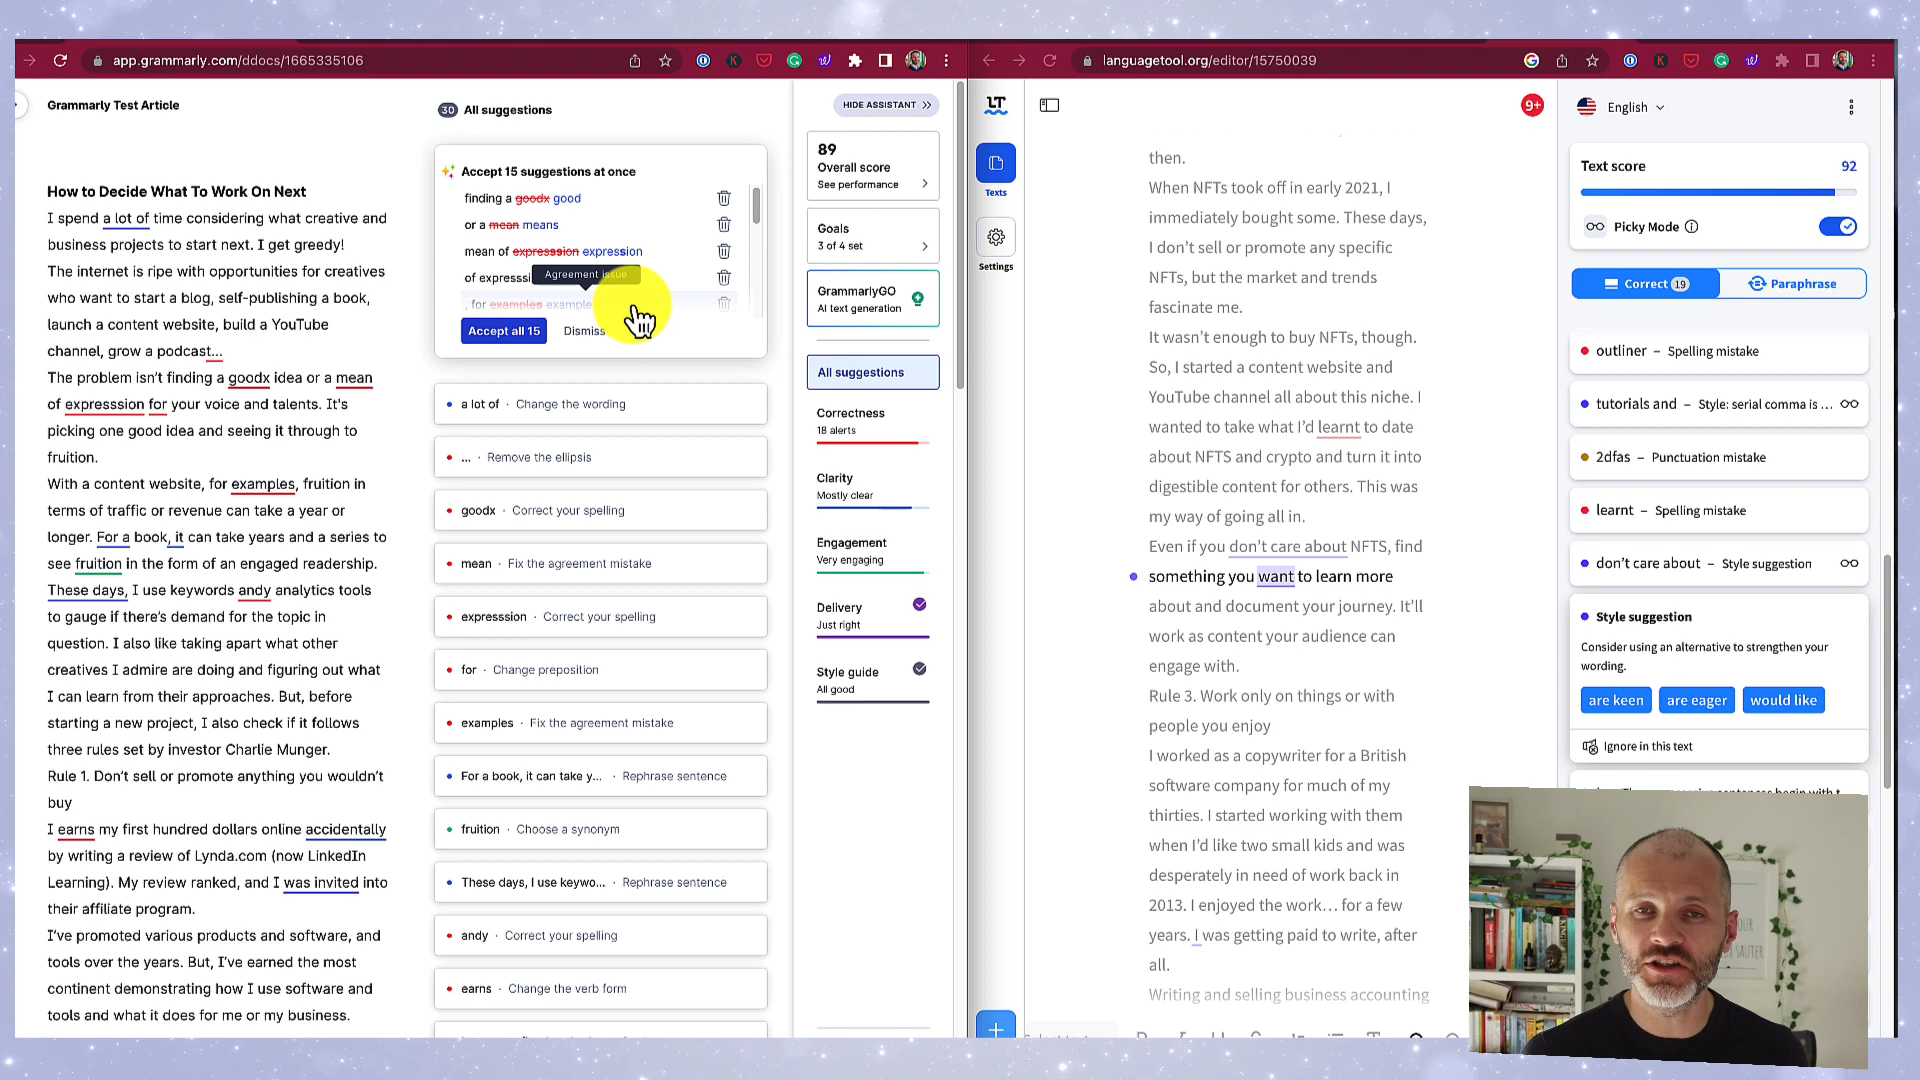 app.grammarly.com/ddocs/1665335106
Grammarly Test Article
How to Decide What To Work On Next
I spend a lot of time considering what creative and
business projects to start next. I get greedy!
The internet is ripe with opportunities for creatives
who want to start a blog, self-publishing a book,
launch a content website, build a YouTube
channel, grow a podcast...
The problem isn't finding a goodx idea or a mean
of expresssion for your voice and talents. It's
picking one good idea and seeing it through to
fruition.
With a content website, for examples, fruition in
terms of traffic or revenue can take a year or
longer. For a book, it can take years and a series to
see fruition in the form of an engaged readership.
These days, I use keywords andy analytics tools
to gauge if there's demand for the topic in
question. I also like taking apart what other
creatives I admire are doing and figuring out what
I can learn from their approaches. But, before
starting a new project, I also check if it follows
three rules set by investor Charlie Munger.
Rule 1. Don't sell or promote anything you wouldn't
buy
I earns my first hundred dollars online accidentally
by writing a review of Lynda.com (now LinkedIn
Learning). My review ranked, and I was invited into
their affiliate program.
I've promoted various products and software, and
tools over the years. But, I've earned the most
continent demonstrating how I use software and
tools and what it does for me or my business.
30 All suggestions
Accept 15 suggestions at once
finding a goodx good
or a mean means
mean of expresssion expression
of expresssi
Agreement issue
, for examples example
Accept all 15 Dismiss
a lot of · Change the wording
... · Remove the ellipsis
goodx · Correct your spelling
mean · Fix the agreement mistake
expresssion · Correct your spelling
for · Change preposition
examples · Fix the agreement mistake
For a book, it can take y... · Rephrase sentence
fruition · Choose a synonym
These days, I use keywo... · Rephrase sentence
andy · Correct your spelling
earns · Change the verb form
HIDE ASSISTANT
89
Overall score
See performance
Goals
3 of 4 set
GrammarlyGO
AI text generation
All suggestions
Correctness
18 alerts
Clarity
Mostly clear
Engagement
Very engaging
Delivery
Just right
Style guide
All good
languagetool.org/editor/15750039
LT
Texts
Settings
9+
then.
When NFTs took off in early 2021, I
immediately bought some. These days,
I don't sell or promote any specific
NFTs, but the market and trends
fascinate me.
It wasn't enough to buy NFTs, though.
So, I started a content website and
YouTube channel all about this niche. I
wanted to take what I'd learnt to date
about NFTS and crypto and turn it into
digestible content for others. This was
my way of going all in.
Even if you don't care about NFTS, find
something you want to learn more
about and document your journey. It'll
work as content your audience can
engage with.
Rule 3. Work only on things or with
people you enjoy
I worked as a copywriter for a British
software company for much of my
thirties. I started working with them
when I'd like two small kids and was
desperately in need of work back in
2013. I enjoyed the work… for a few
years. I was getting paid to write, after
all.
Writing and selling business accounting
English
Text score 92
Picky Mode
Correct 19 Paraphrase
outliner – Spelling mistake
tutorials and – Style: serial comma is ...
2dfas – Punctuation mistake
learnt – Spelling mistake
don't care about – Style suggestion
Style suggestion
Consider using an alternative to strengthen your
wording.
are keen are eager would like
Ignore in this text